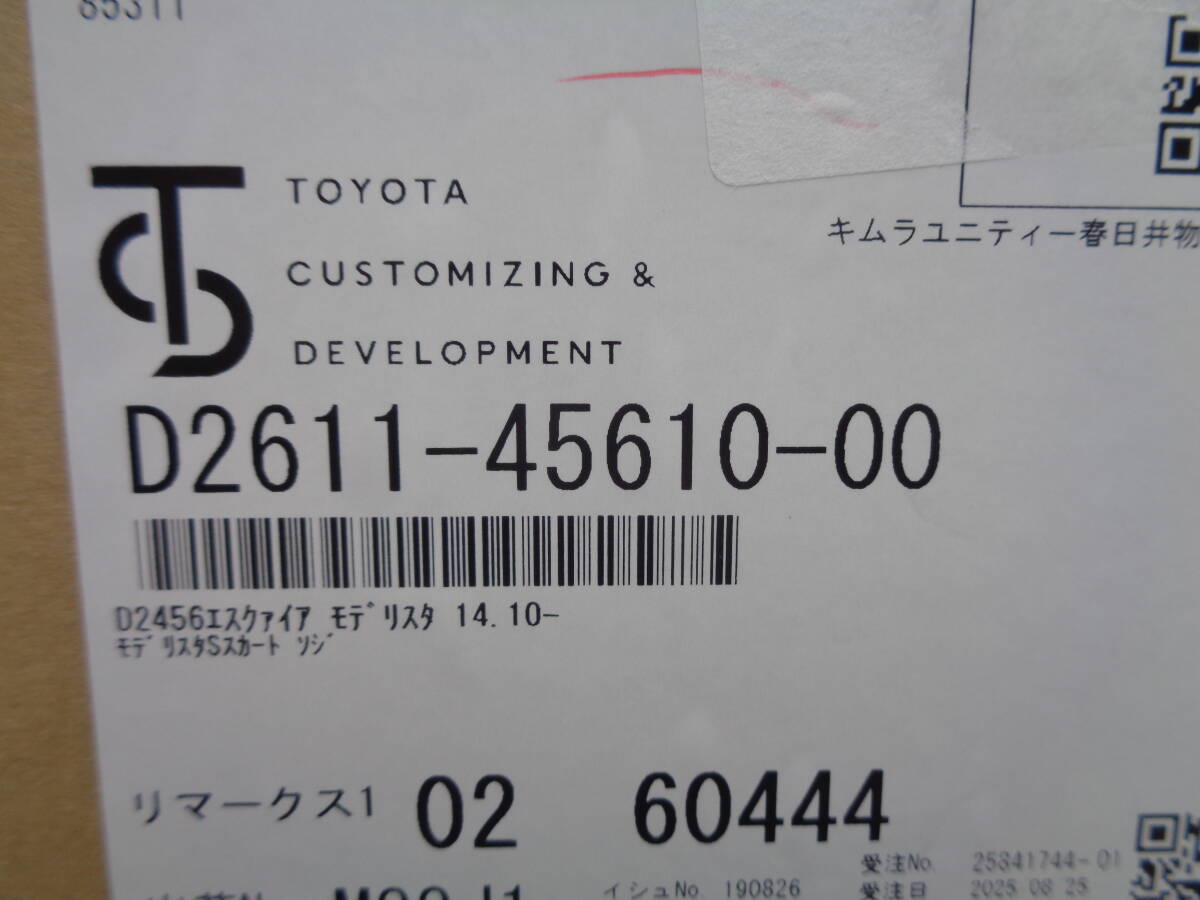 TOYOTA
CUSTOMIZING &
DEVELOPMENT
キムラユニティー春日井物
D2611-45610-00
D2456ｴｽｸｧｲｱ ﾓﾃﾞﾘｽﾀ 14.10-
ﾓﾃﾞﾘｽﾀSｽｶｰﾄ ｿｼﾞ
リマークス1 02 60444
受注No. 25341744-01
イシュNo. 190826 受注日 2025.08.25